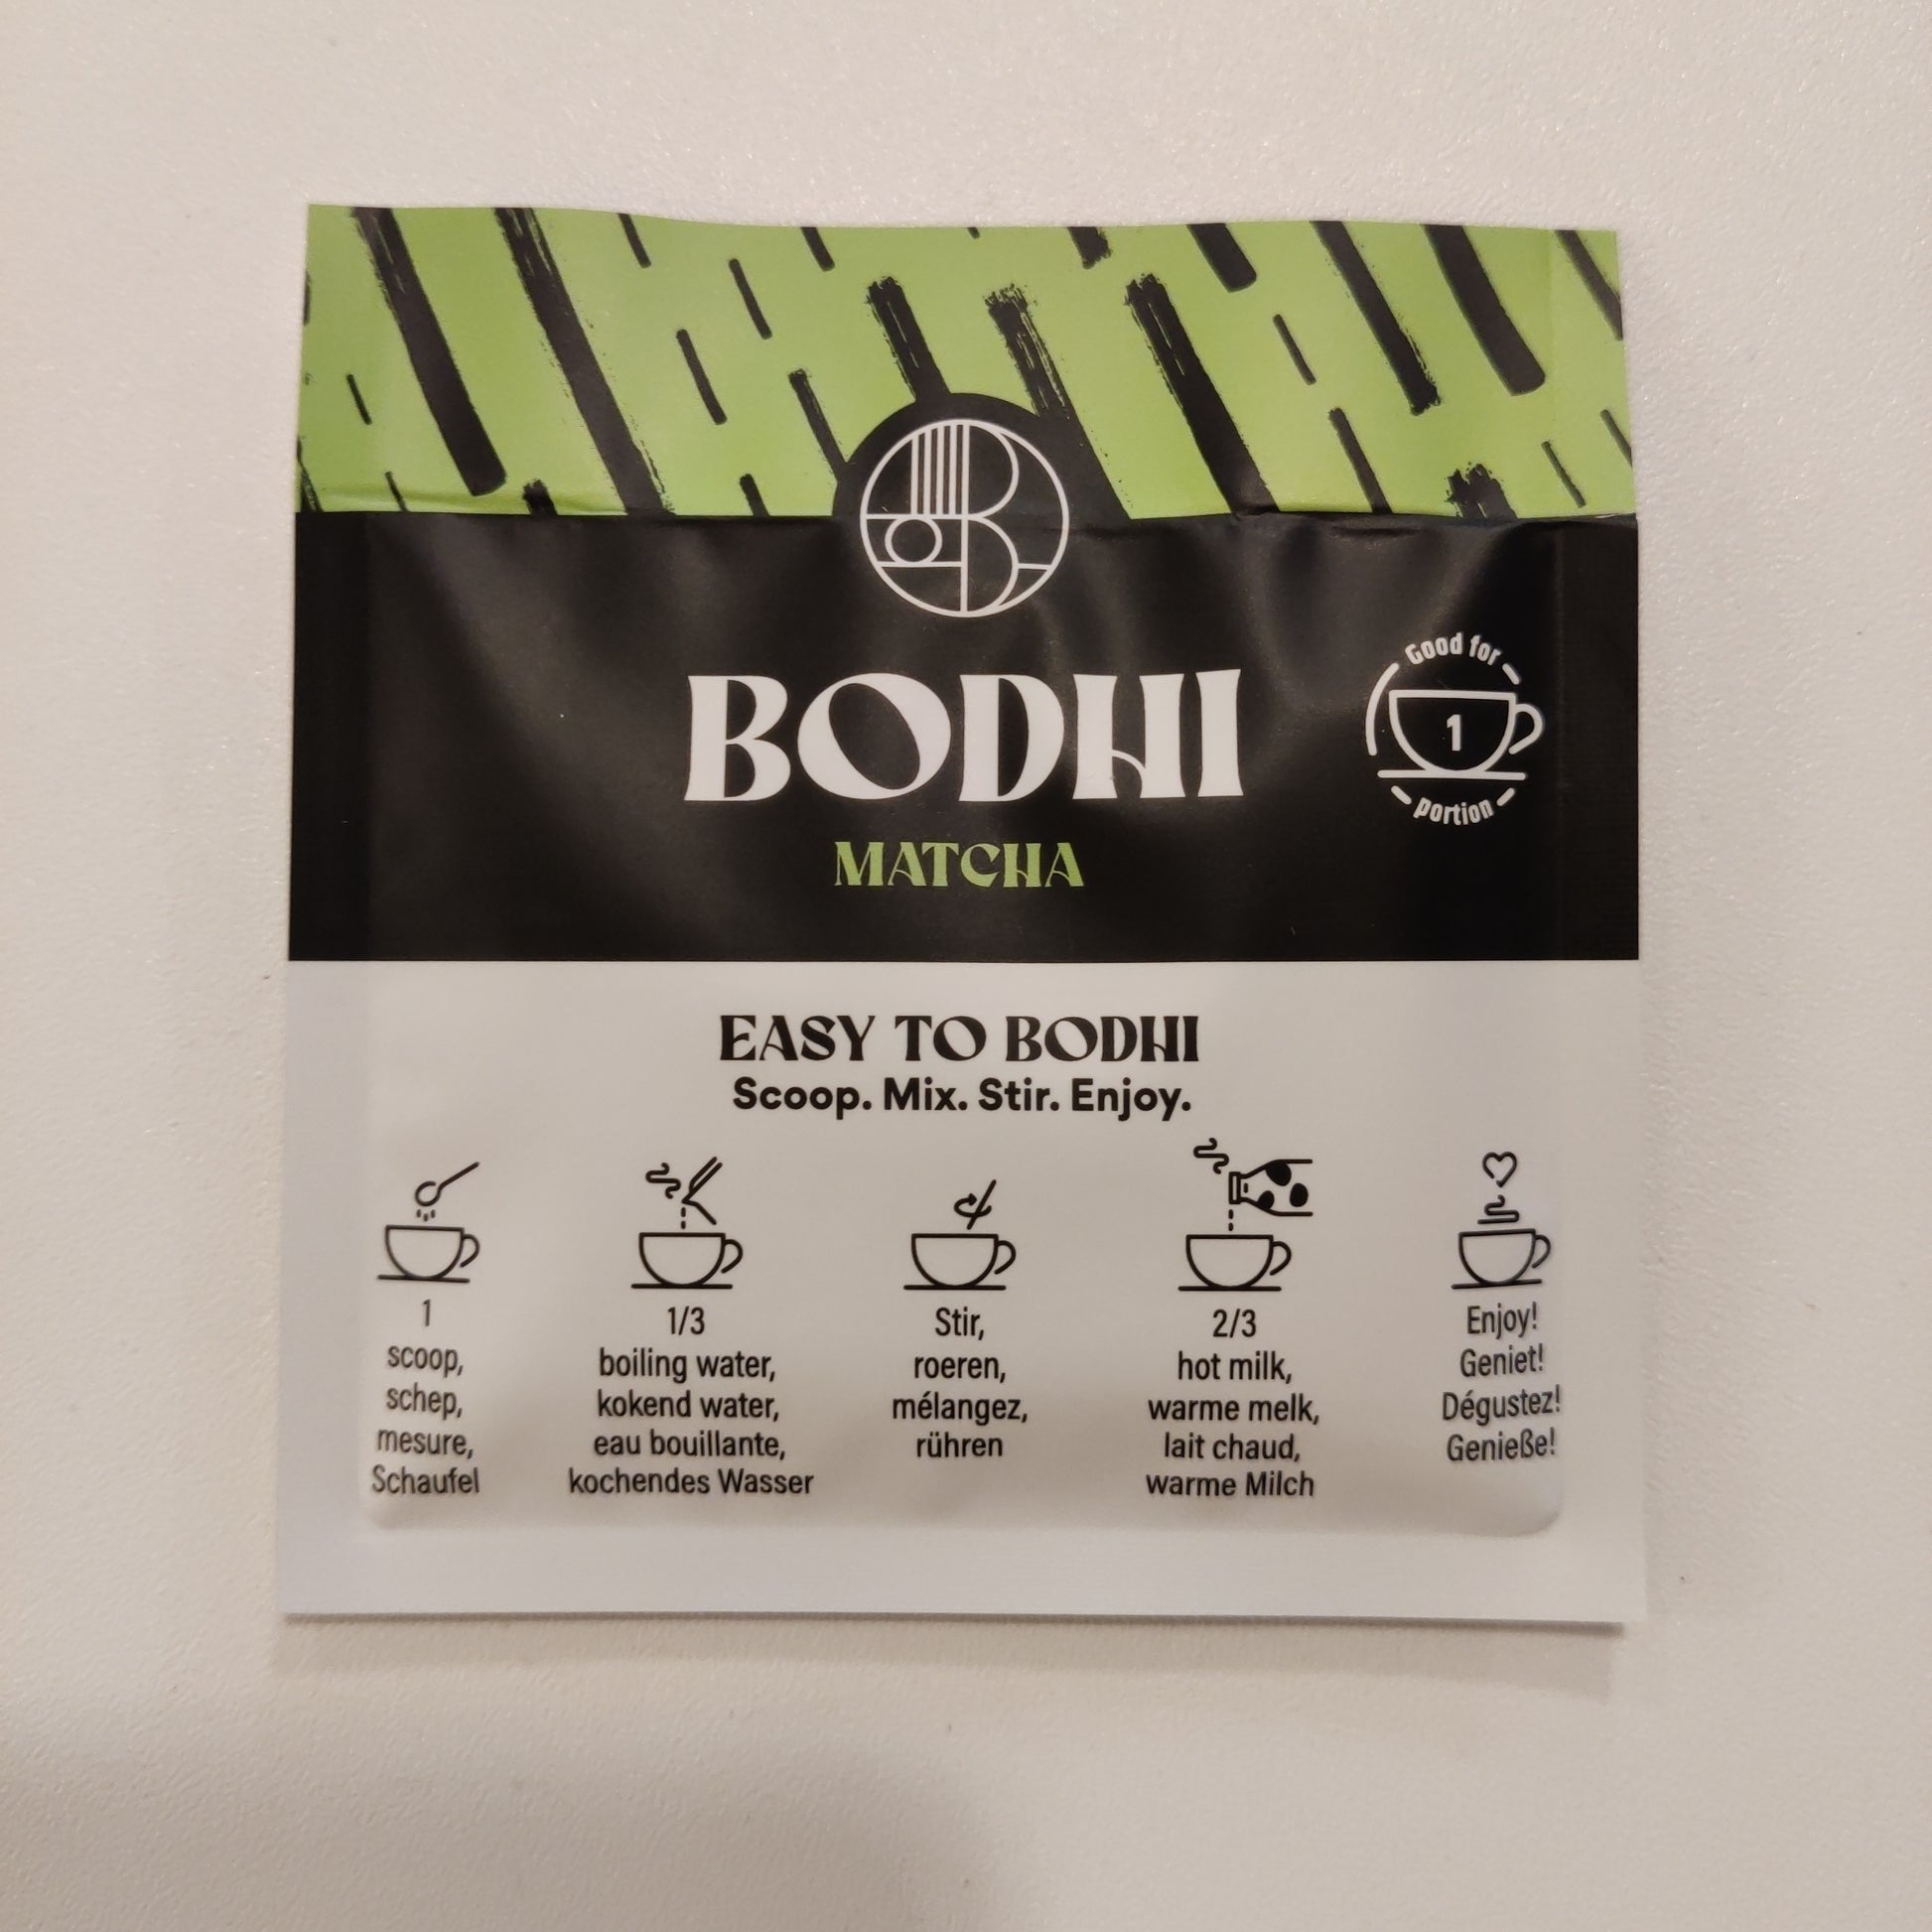 BODHI
MATCHA
Good for
1
portion
EASY TO BODHI
Scoop. Mix. Stir. Enjoy.
1
scoop,
schep,
mesure,
Schaufel
1/3
boiling water,
kokend water,
eau bouillante,
kochendes Wasser
Stir,
roeren,
mélangez,
rühren
2/3
hot milk,
warme melk,
lait chaud,
warme Milch
Enjoy!
Geniet!
Dégustez!
Genieße!